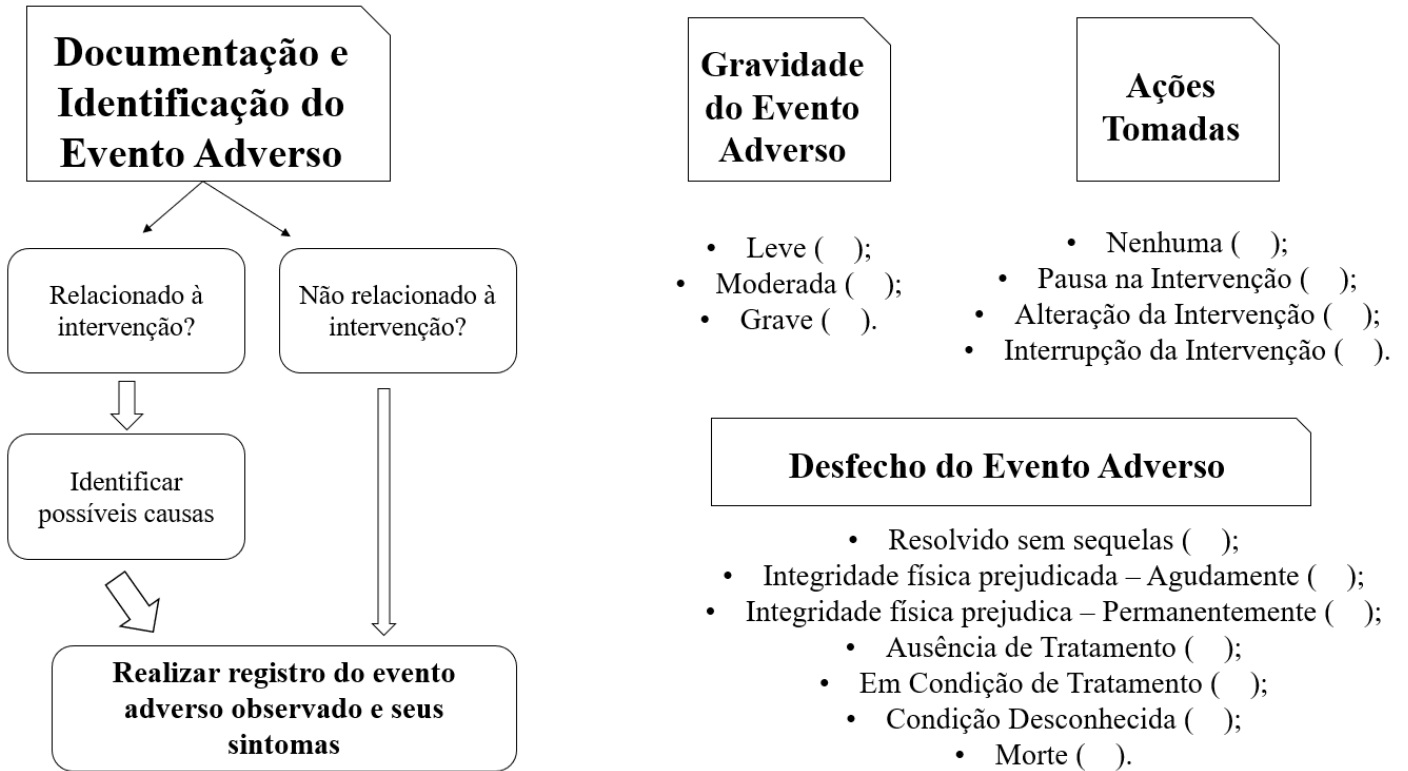 Documentação e
Identificação do
Evento Adverso
Relacionado à
intervenção?
Não relacionado à
intervenção?
Identificar
possíveis causas
Realizar registro do evento
adverso observado e seus
sintomas
Gravidade
do Evento
Adverso
• Leve ( );
• Moderada ( );
• Grave ( ).
Ações
Tomadas
• Nenhuma ( );
• Pausa na Intervenção ( );
• Alteração da Intervenção ( );
• Interrupção da Intervenção ( ).
Desfecho do Evento Adverso
• Resolvido sem sequelas ( );
• Integridade física prejudicada – Agudamente ( );
• Integridade física prejudica – Permanentemente ( );
• Ausência de Tratamento ( );
• Em Condição de Tratamento ( );
• Condição Desconhecida ( );
• Morte ( ).